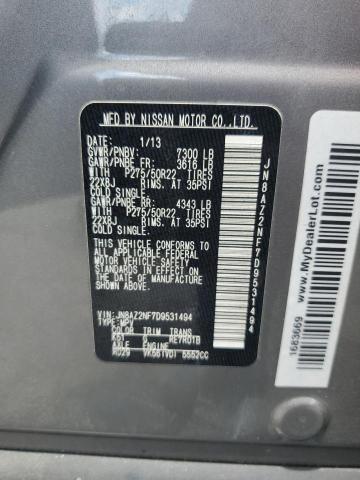 MFD BY NISSAN MOTOR CO.,LTD.
DATE: 1/13
GVWR/PNBV: 7300 LB
GAWR/PNBE FR: 3616 LB
WITH P275/50R22 TIRES
22X8J RIMS. AT 35PSI
COLD SINGLE.
GAWR/PNBE RR: 4343 LB
WITH P275/50R22 TIRES
22X8J RIMS. AT 35PSI
COLD SINGLE.
THIS VEHICLE CONFORMS TO
ALL APPLICABLE FEDERAL
MOTOR VEHICLE SAFETY
STANDARDS IN EFFECT ON
THE DATE OF MANUFACTURE
SHOWN ABOVE.
VIN: JN8AZ2NF7D9531494
TYPE: MPV
COLOR TRIM TRANS
K51 G RE7R01B
AXLE ENGINE
RD29 VK56(VD) 5552CC
JN8AZ2NF7D9531494
MyDealerLot.com
1683669